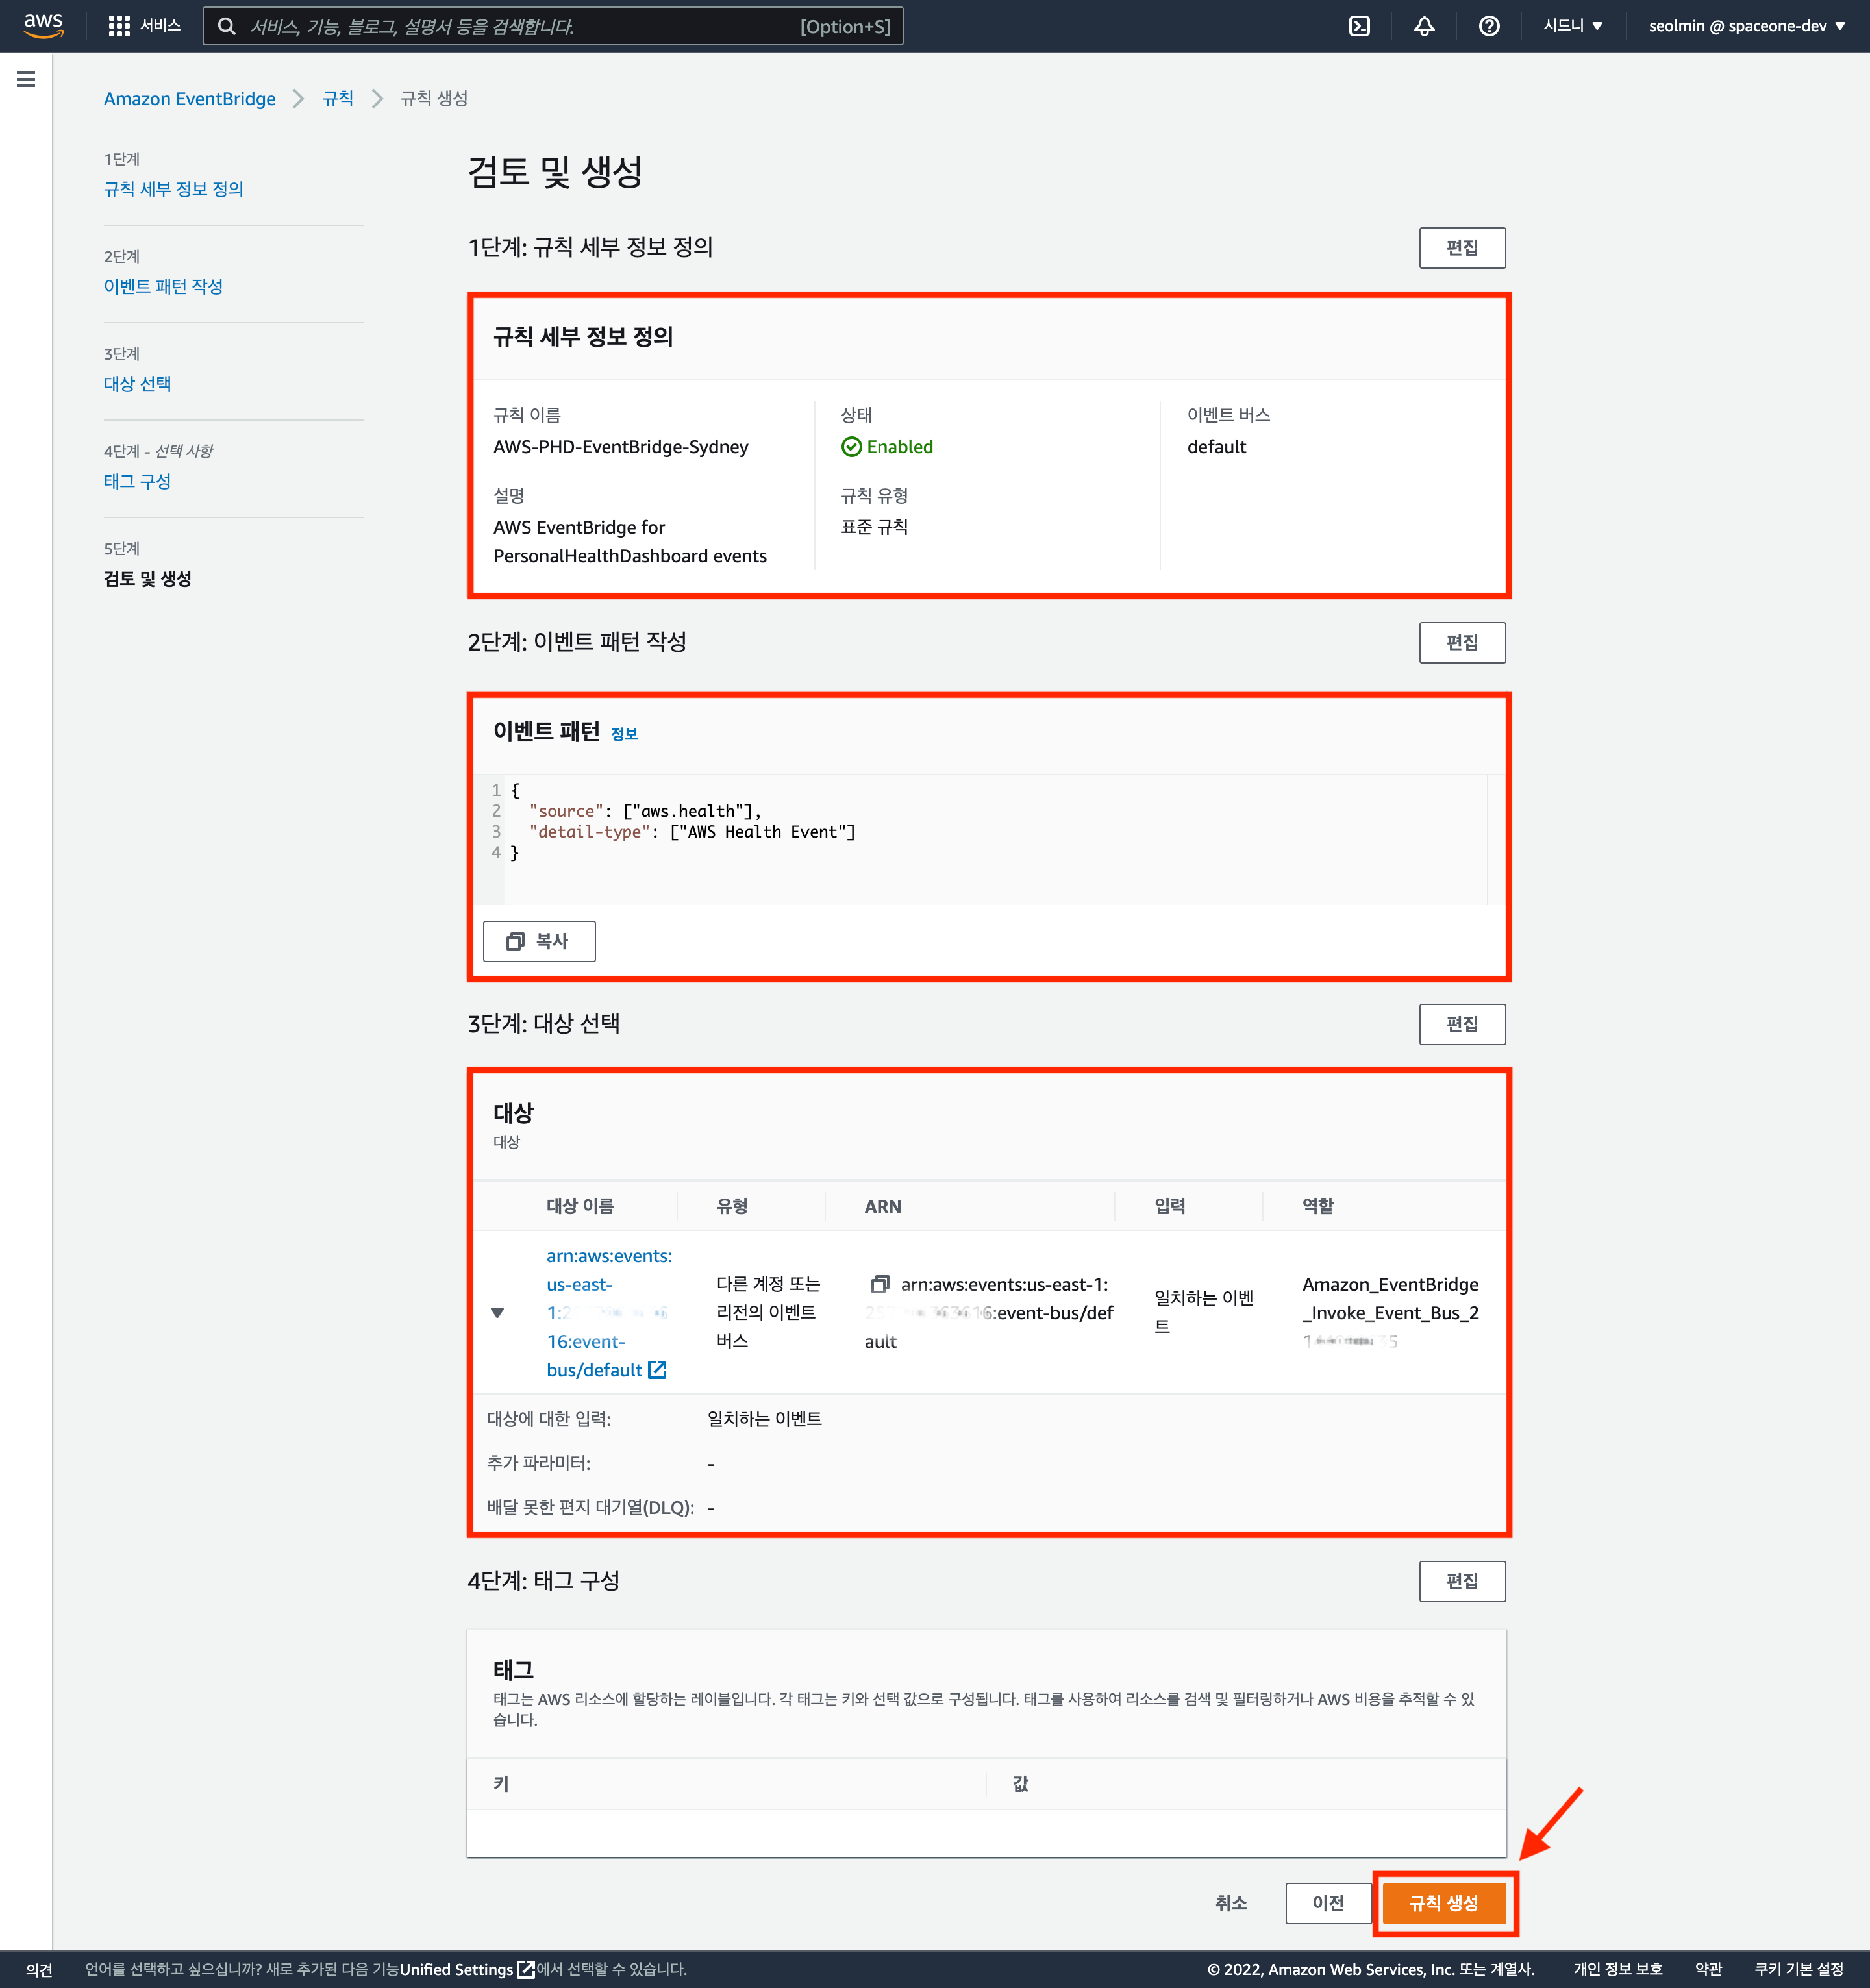 aws
서비스
서비스, 기능, 블로그, 설명서 등을 검색합니다.
[Option+S]
시드니
seolmin @ spaceone-dev
Amazon EventBridge
규칙
규칙 생성
1단계
규칙 세부 정보 정의
2단계
이벤트 패턴 작성
3단계
대상 선택
4단계 - 선택 사항
태그 구성
5단계
검토 및 생성
검토 및 생성
1단계: 규칙 세부 정보 정의
편집
규칙 세부 정보 정의
규칙 이름
AWS-PHD-EventBridge-Sydney
설명
AWS EventBridge for
PersonalHealthDashboard events
상태
Enabled
규칙 유형
표준 규칙
이벤트 버스
default
2단계: 이벤트 패턴 작성
편집
이벤트 패턴 정보
1 {
2 "source": ["aws.health"],
3 "detail-type": ["AWS Health Event"]
4 }
복사
3단계: 대상 선택
편집
대상
대상
대상 이름
유형
ARN
입력
역할
arn:aws:events:
us-east-
1:2
16:event-
bus/default
다른 계정 또는
리전의 이벤트
버스
arn:aws:events:us-east-1:
:event-bus/def
ault
일치하는 이벤
트
Amazon_EventBridge
_Invoke_Event_Bus_2
대상에 대한 입력:
일치하는 이벤트
추가 파라미터:
-
배달 못한 편지 대기열(DLQ):
-
4단계: 태그 구성
편집
태그
태그는 AWS 리소스에 할당하는 레이블입니다. 각 태그는 키와 선택 값으로 구성됩니다. 태그를 사용하여 리소스를 검색 및 필터링하거나 AWS 비용을 추적할 수 있
습니다.
키
값
취소
이전
규칙 생성
의견
언어를 선택하고 싶으십니까? 새로 추가된 다음 기능Unified Settings에서 선택할 수 있습니다.
© 2022, Amazon Web Services, Inc. 또는 계열사.
개인 정보 보호
약관
쿠키 기본 설정